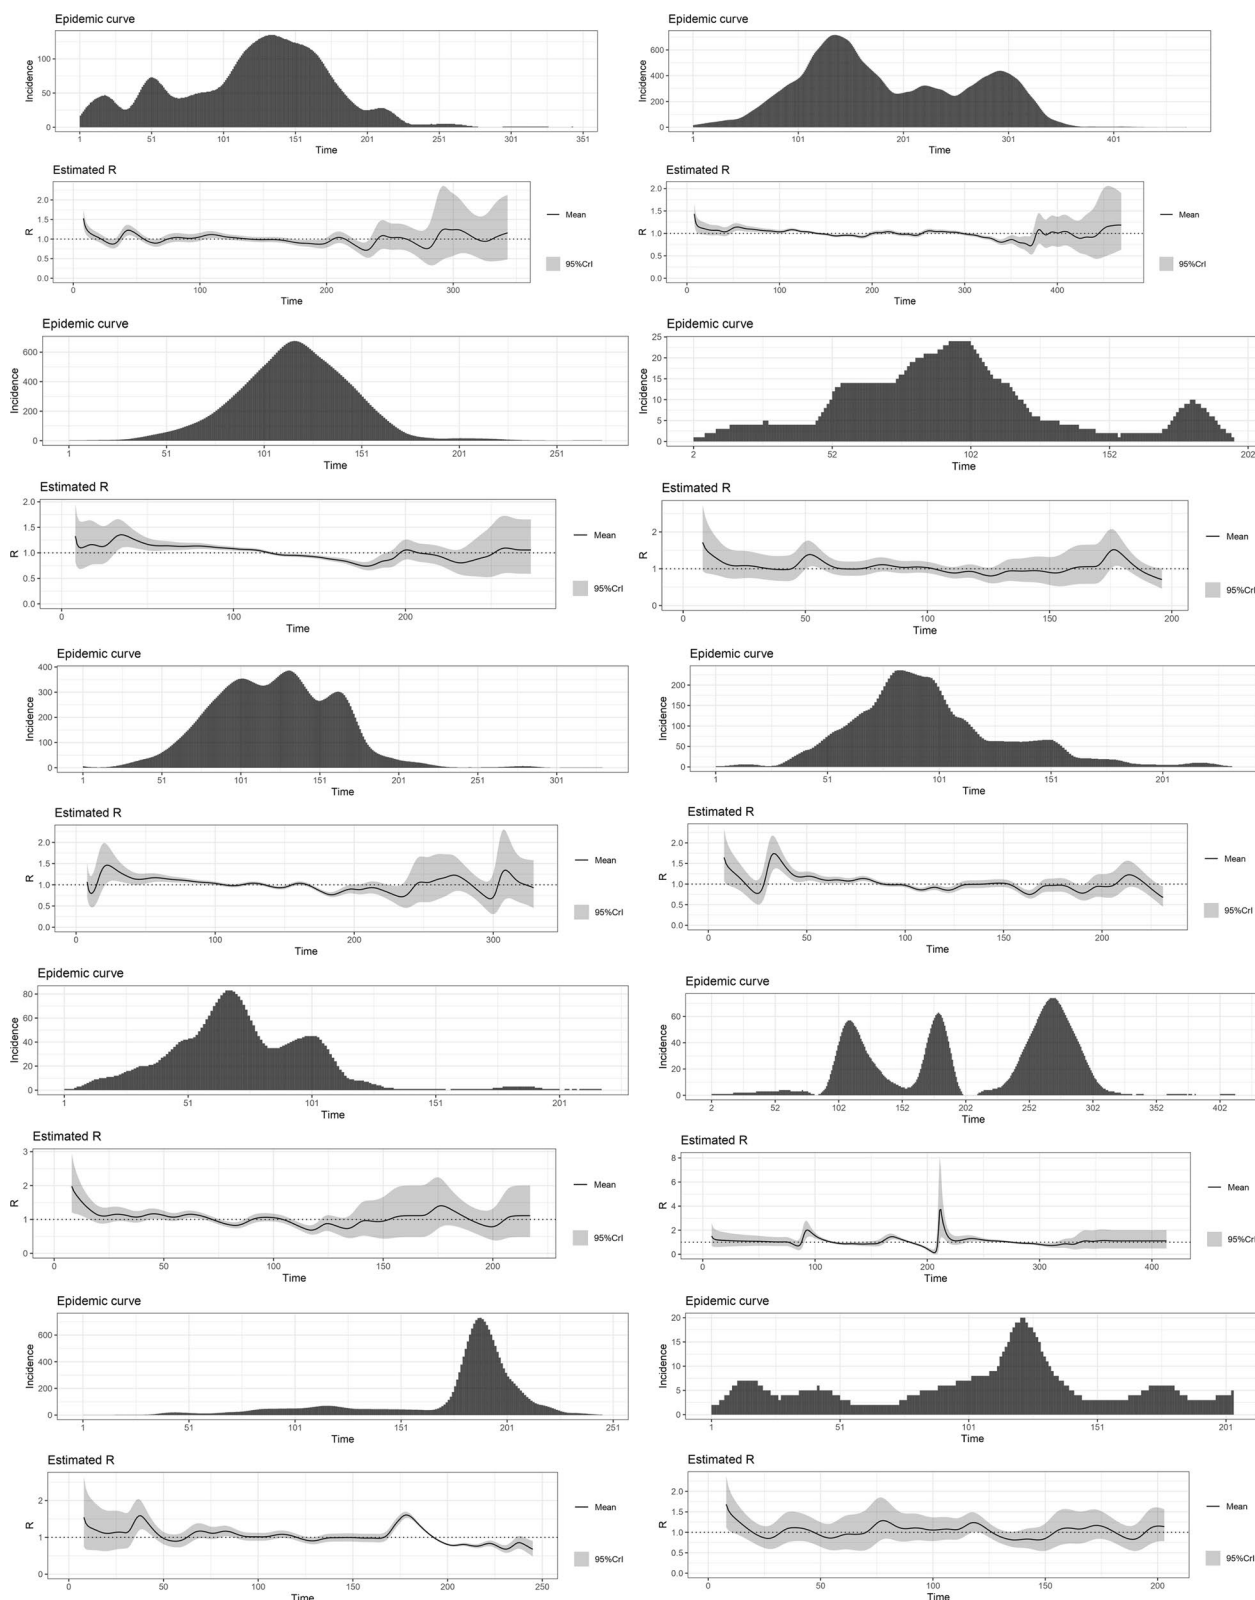 Epidemic curve
Incidence
100
50
0
1 51 101 151 201 251 301 351
Time
Epidemic curve
Incidence
600
400
200
0
1 101 201 301 401
Time
Estimated R
R
2.0
1.5
1.0
0.5
0.0
0 100 200 300
Time
Mean
95%CrI
Estimated R
R
2.0
1.5
1.0
0.5
0.0
0 100 200 300 400
Time
Mean
95%CrI
Epidemic curve
Incidence
600
400
200
0
1 51 101 151 201 251
Time
Epidemic curve
Incidence
25
20
15
10
5
0
2 52 102 152 202
Time
Estimated R
R
2.0
1.5
1.0
0.5
0.0
0 100 200
Time
Mean
95%CrI
Estimated R
R
2
1
0
0 50 100 150 200
Time
Mean
95%CrI
Epidemic curve
Incidence
400
300
200
100
0
1 51 101 151 201 251 301
Time
Epidemic curve
Incidence
200
150
100
50
0
1 51 101 151 201
Time
Estimated R
R
2.0
1.5
1.0
0.5
0.0
0 100 200 300
Time
Mean
95%CrI
Estimated R
R
2.0
1.5
1.0
0.5
0.0
0 50 100 150 200
Time
Mean
95%CrI
Epidemic curve
Incidence
80
60
40
20
0
1 51 101 151 201
Time
Epidemic curve
Incidence
60
40
20
0
2 52 102 152 202 252 302 352 402
Time
Estimated R
R
3
2
1
0
0 50 100 150 200
Time
Mean
95%CrI
Estimated R
R
8
6
4
2
0
0 100 200 300 400
Time
Mean
95%CrI
Epidemic curve
Incidence
600
400
200
0
1 51 101 151 201 251
Time
Epidemic curve
Incidence
20
15
10
5
0
1 51 101 151 201
Time
Estimated R
R
2
1
0
0 50 100 150 200 250
Time
Mean
95%CrI
Estimated R
R
2.0
1.5
1.0
0.5
0.0
0 50 100 150 200
Time
Mean
95%CrI